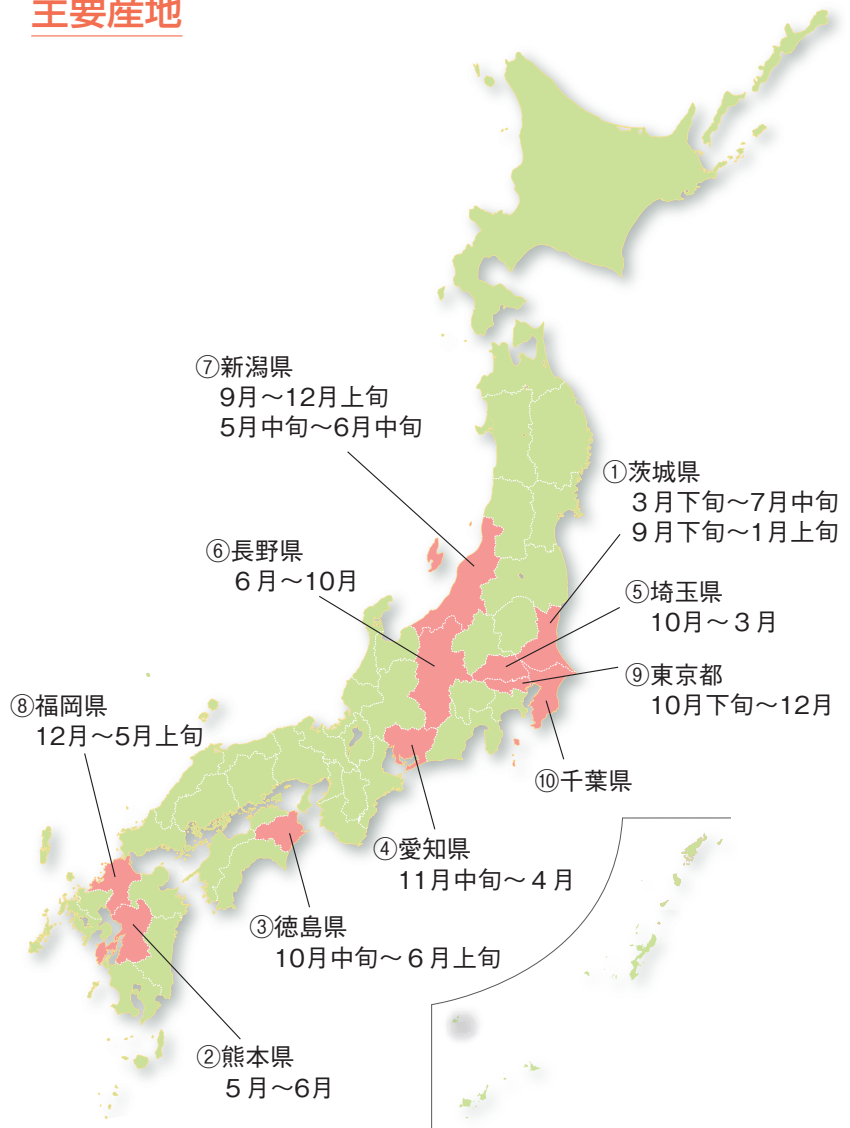 主要産地
⑦新潟県
9月～12月上旬
5月中旬～6月中旬
①茨城県
3月下旬～7月中旬
9月下旬～1月上旬
⑥長野県
6月～10月
⑤埼玉県
10月～3月
⑨東京都
10月下旬～12月
⑧福岡県
12月～5月上旬
⑩千葉県
④愛知県
11月中旬～4月
③徳島県
10月中旬～6月上旬
②熊本県
5月～6月